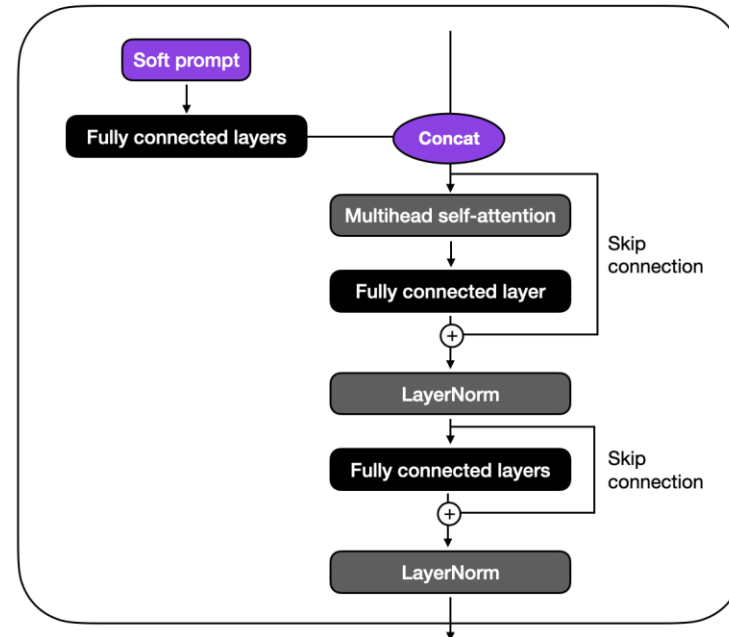 Soft prompt
Fully connected layers
Concat
Multihead self-attention
Skip
connection
Fully connected layer
+
LayerNorm
Fully connected layers
Skip
connection
+
LayerNorm